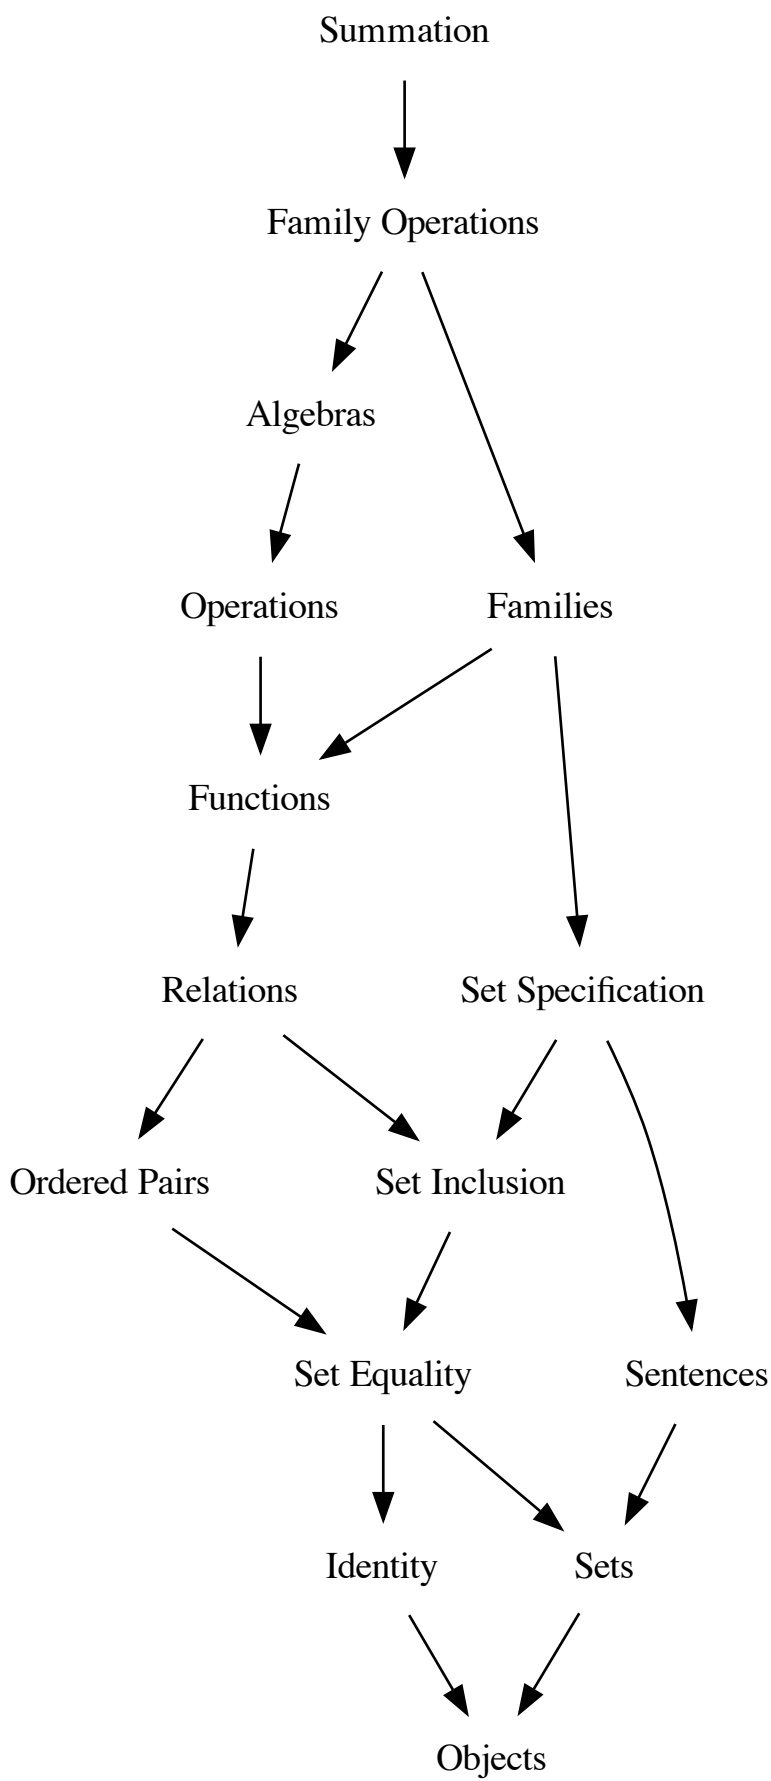 Summation
Family Operations
Algebras
Operations
Families
Functions
Relations
Set Specification
Ordered Pairs
Set Inclusion
Set Equality
Sentences
Identity
Sets
Objects